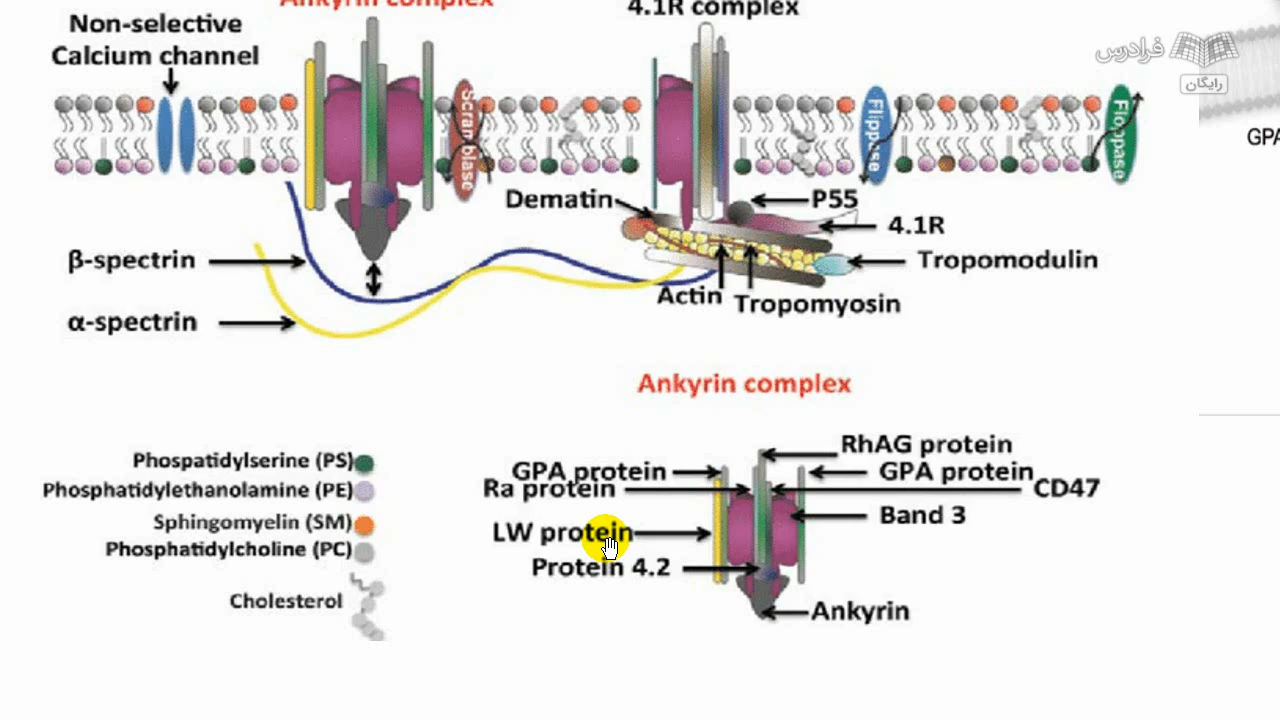 Ankyrin complex
4.1R complex
Non-selective
Calcium channel
فرادرس
رایگان
Scramblase
Flippase
Floppase
GPA
Dematin
P55
4.1R
β-spectrin
Tropomodulin
Actin
Tropomyosin
α-spectrin
Ankyrin complex
RhAG protein
Phospatidylserine (PS)
GPA protein
GPA protein
Phosphatidylethanolamine (PE)
Ra protein
CD47
Sphingomyelin (SM)
Band 3
LW protein
Phosphatidylcholine (PC)
Protein 4.2
Cholesterol
Ankyrin